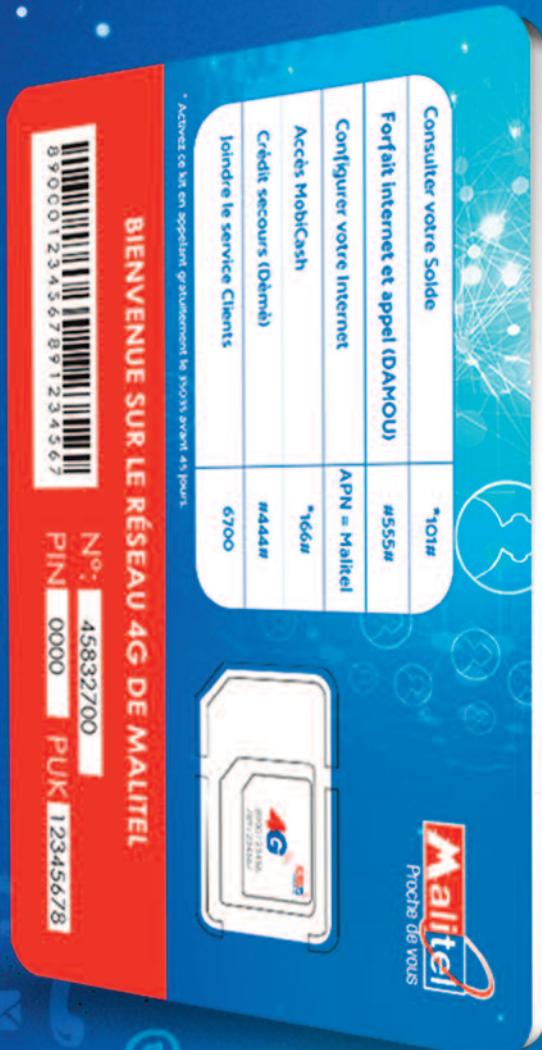 Malitel
Proche de vous
Consulter votre Solde *101#
Forfait internet et appel (DAMOU) #555#
Configurer votre Internet APN = Malitel
Accès MobiCash *166#
Crédit secours (Dèmè) #444#
Joindre le service Clients 6700
* Activez ce kit en appelant gratuitement le 35035 avant 45 jours.
4G
BIENVENUE SUR LE RÉSEAU 4G DE MALITEL
890001234567891234567
N°: 45832700
PIN 0000 PUK 12345678